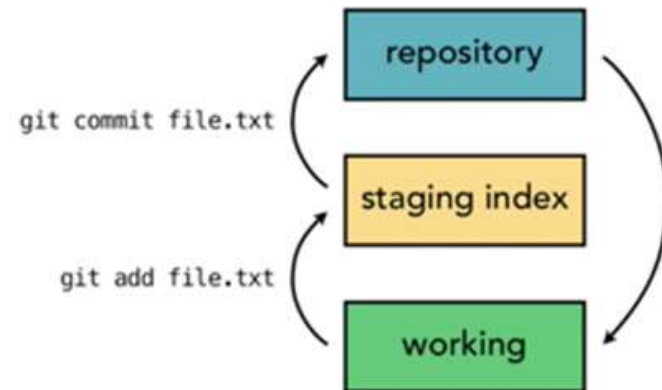 repository
git commit file.txt
staging index
git add file.txt
working